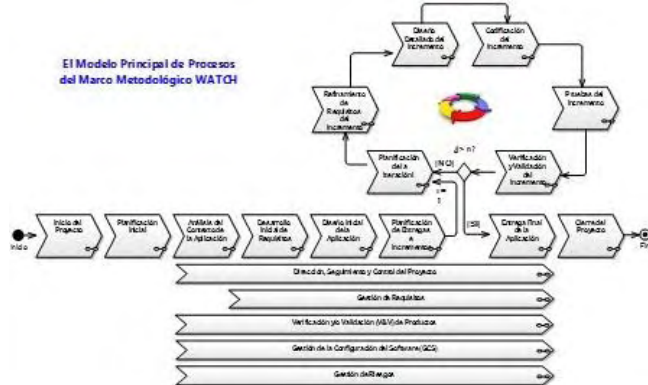 El Modelo Principal de Procesos
del Marco Metodológico WATCH
Diseño
Detallado del
Incremento
Codificación
del
Incremento
Refinamiento
de
Requisitos
del
Incremento
Pruebas del
Incremento
Planificación
de la
Iteración i
[NO]
¿i> n?
Verificación
y Validación
del
Incremento
i =
1
[SI]
Inicio
Inicio del
Proyecto
Planificación
Inicial
Análisis del
Contexto de
la Aplicación
Desarrollo
Inicial de
Requisitos
Diseño Inicial
de la
Aplicación
Planificación
de Entregas
e
Incrementos
Entrega Final
de la
Aplicación
Cierre del
Proyecto
Dirección, Seguimiento y Control del Proyecto
Gestión de Requisitos
Verificación y/o Validación (V&V) de Productos
Gestión de la Configuración del Software (GCS)
Gestión de Riesgos